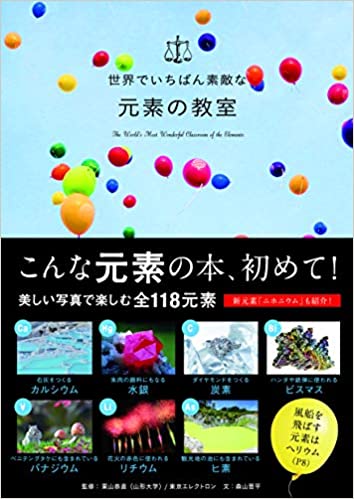 世界でいちばん素敵な
元素の教室
The World's Most Wonderful Classroom of the Elements
こんな元素の本、初めて!
美しい写真で楽しむ全118元素
新元素「ニホニウム」も紹介!
Ca
石灰をつくる
カルシウム
Hg
朱肉の顔料にもなる
水銀
C
ダイヤモンドをつくる
炭素
Bi
ハンダや銃弾に使われる
ビスマス
V
ベニテングタケにも含まれている
バナジウム
Li
花火の赤色に使われる
リチウム
As
観光地の池にも含まれている
ヒ素
風船を
飛ばす
元素は
ヘリウム
(P8)
監修:栗山恭直(山形大学)/東京エレクトロン 文:森山晋平